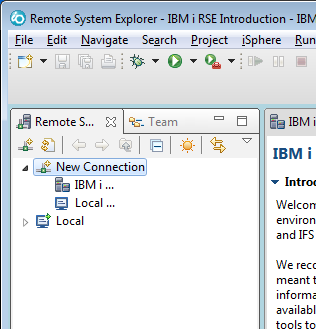 Remote System Explorer - IBM i RSE Introduction - IBM
File Edit Navigate Search Project iSphere Run
Remote S... Team
IBM i
New Connection
IBM i ...
Local ...
Local
IBM i
Introd
Welcom
environ
and IFS
We reco
meant t
informa
availabl
tools to